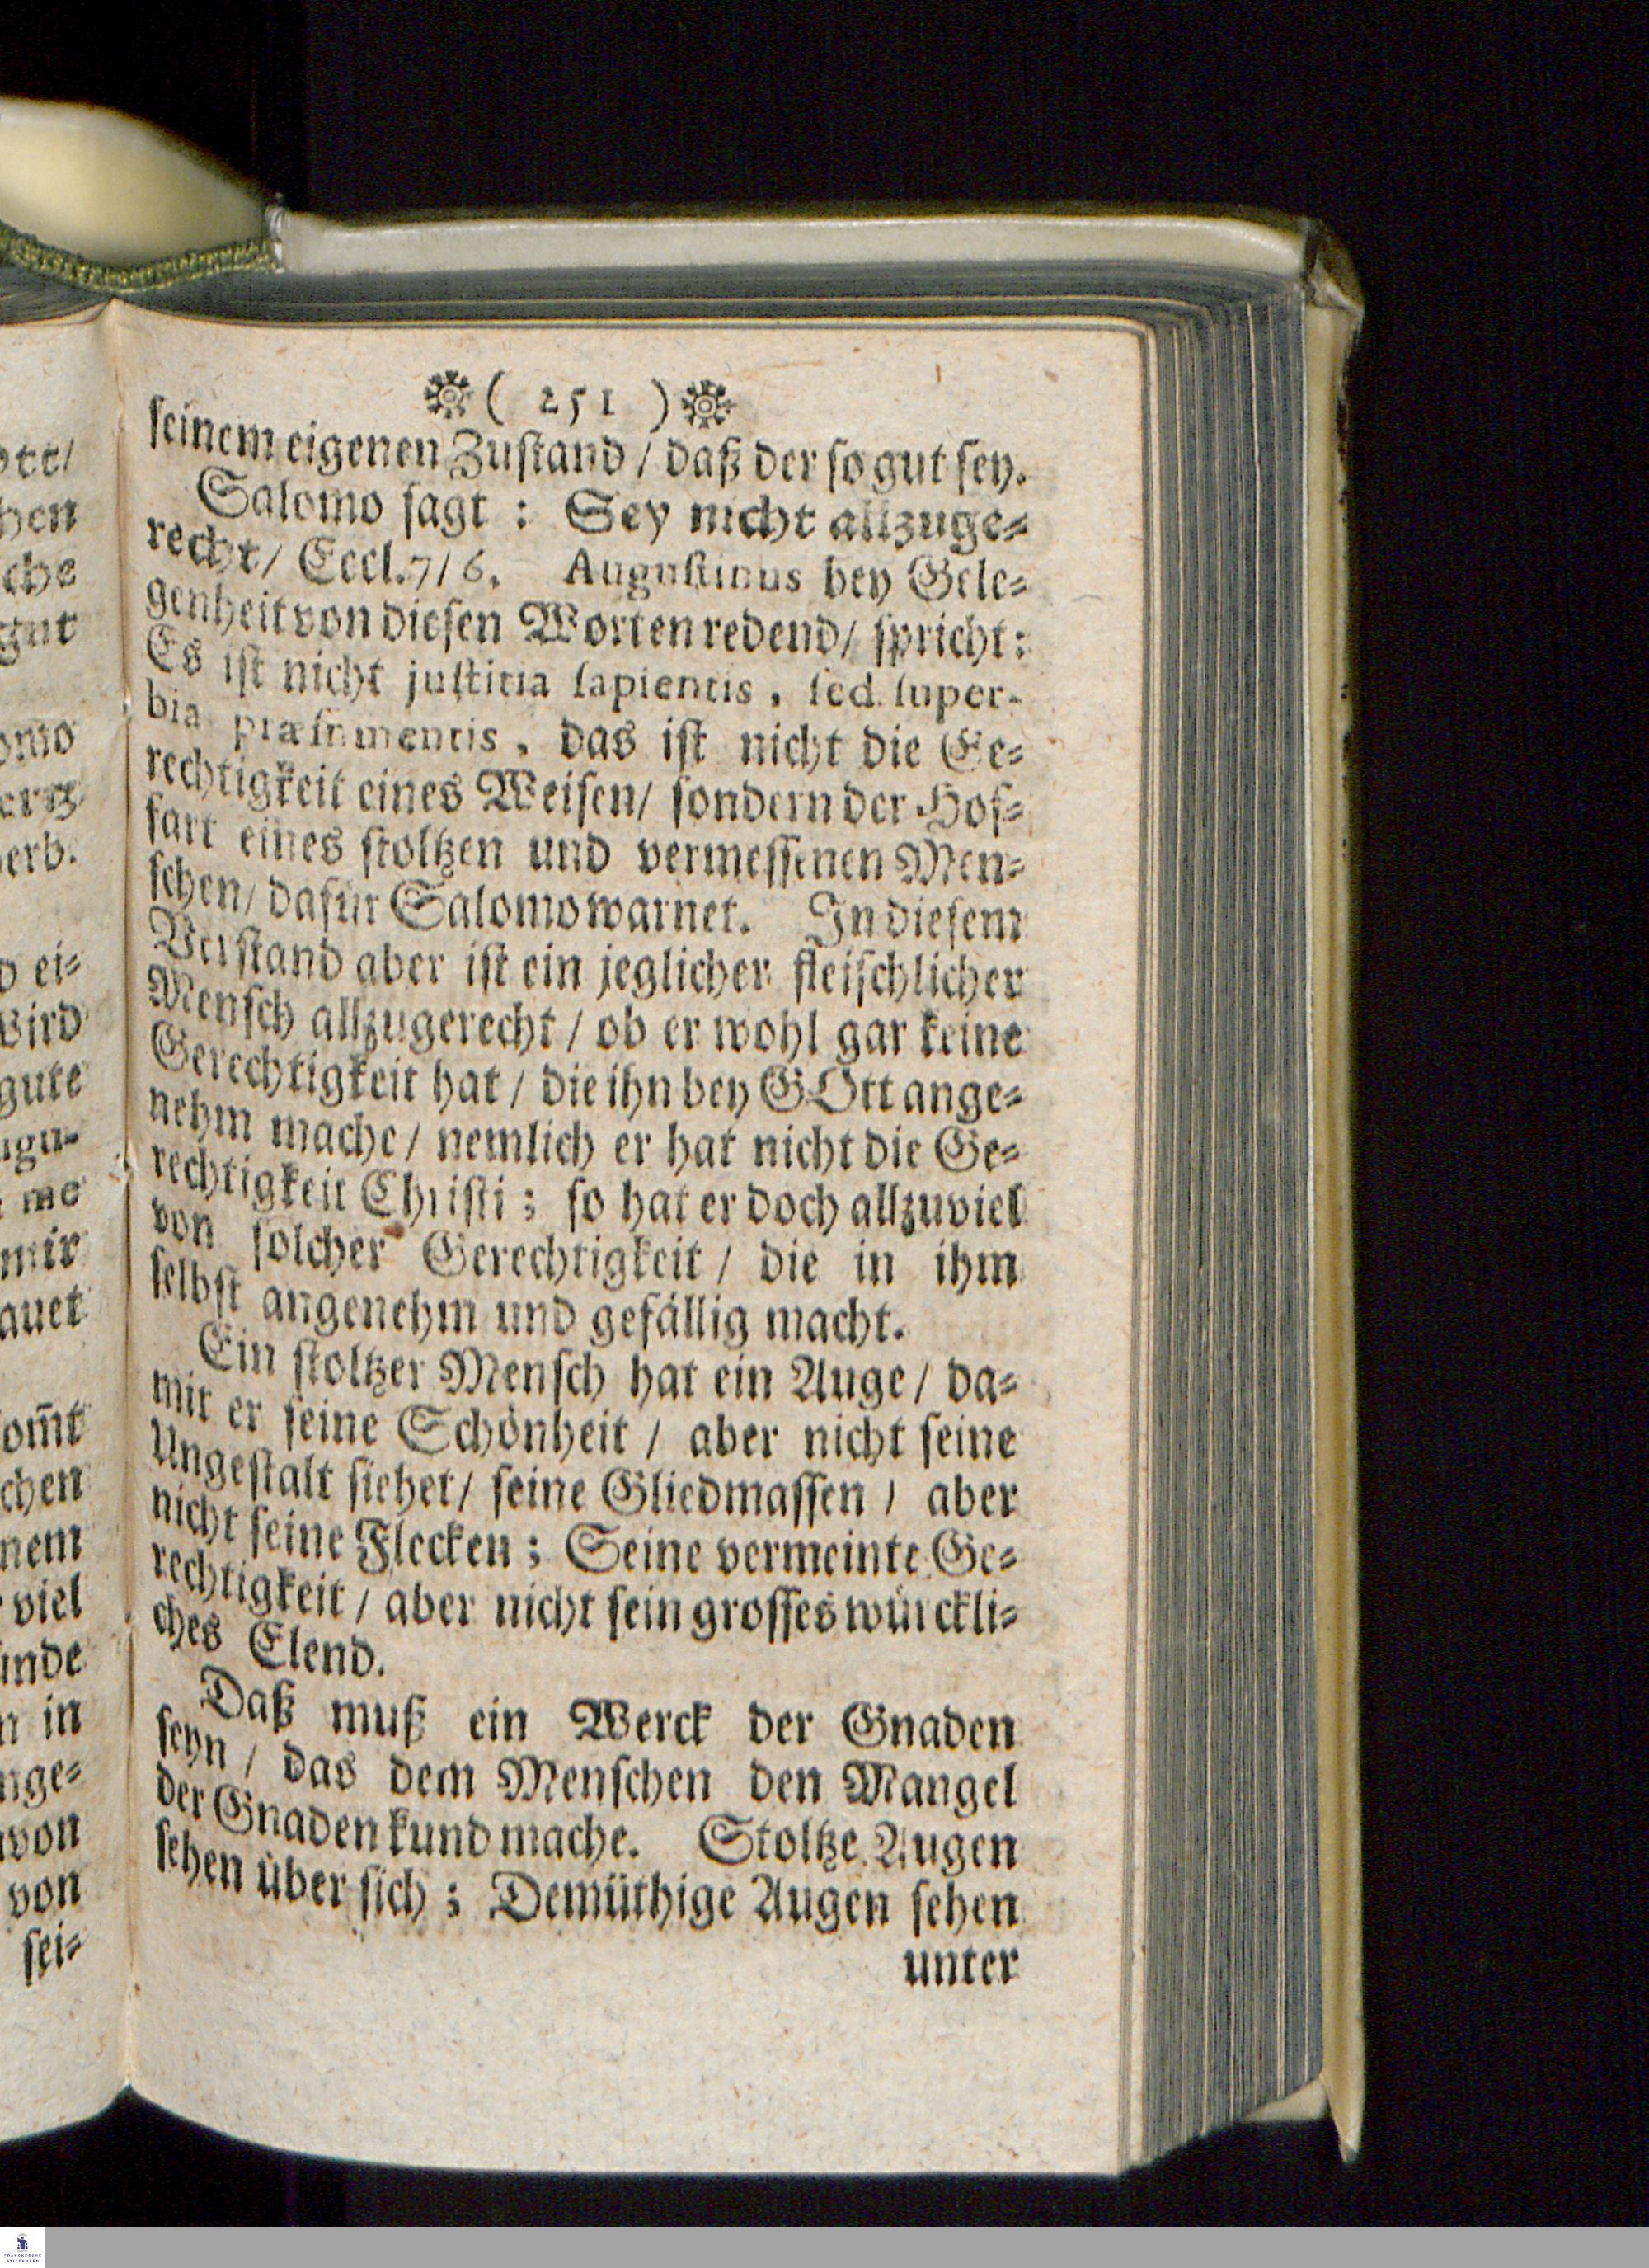 ( 251 )
seinem eigenen Zustand / daß der so gut sey.
Salomo sagt : Sey nicht allzuge⸗
recht / Eccl. 7 / 6. Augustinus bey Gele⸗
genheit von diesen Worten redend / spricht :
Es ist nicht justitia sapientis , sed super-
bia præsumentis , das ist nicht die Ge⸗
rechtigkeit eines Weisen / sondern der Hof⸗
fart eines stoltzen und vermessenen Men⸗
schen / dafür Salomo warnet. In diesem
Verstand aber ist ein jeglicher fleischlicher
Mensch allzugerecht / ob er wohl gar keine
Gerechtigkeit hat / die ihn bey GOtt ange⸗
nehm mache / nemlich er hat nicht die Ge⸗
rechtigkeit Christi ; so hat er doch allzuviel
von solcher Gerechtigkeit / die in ihm
selbst angenehm und gefällig macht.
Ein stoltzer Mensch hat ein Auge / da⸗
mit er seine Schönheit / aber nicht seine
Ungestalt siehet / seine Gliedmassen / aber
nicht seine Flecken ; Seine vermeinte Ge⸗
rechtigkeit / aber nicht sein grosses würckli⸗
ches Elend.
Daß muß ein Werck der Gnaden
seyn / das dem Menschen den Mangel
der Gnaden kund mache. Stoltze Augen
sehen über sich ; Demüthige Augen sehen
unter